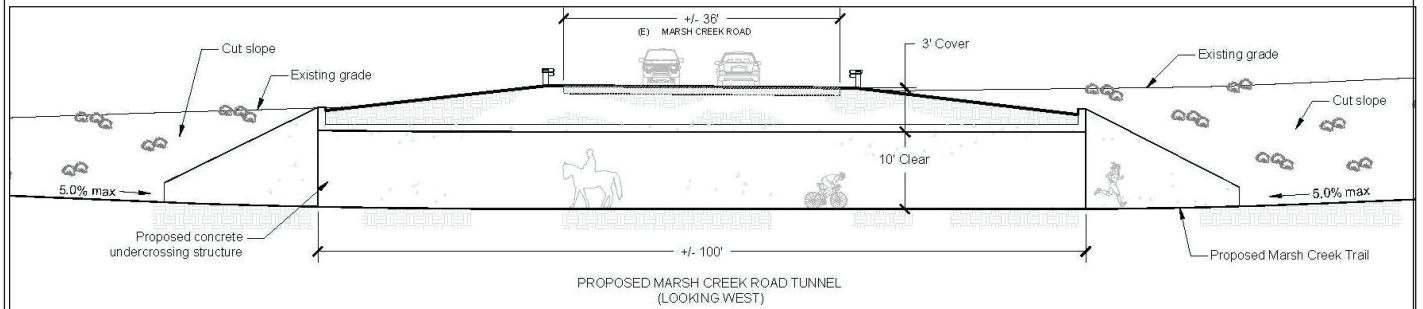 +/- 36'
(E) MARSH CREEK ROAD
Cut slope
3' Cover
Existing grade
Existing grade
Cut slope
10' Clear
5.0% max
5.0% max
Proposed concrete
undercrossing structure
+/- 100'
Proposed Marsh Creek Trail
PROPOSED MARSH CREEK ROAD TUNNEL
(LOOKING WEST)